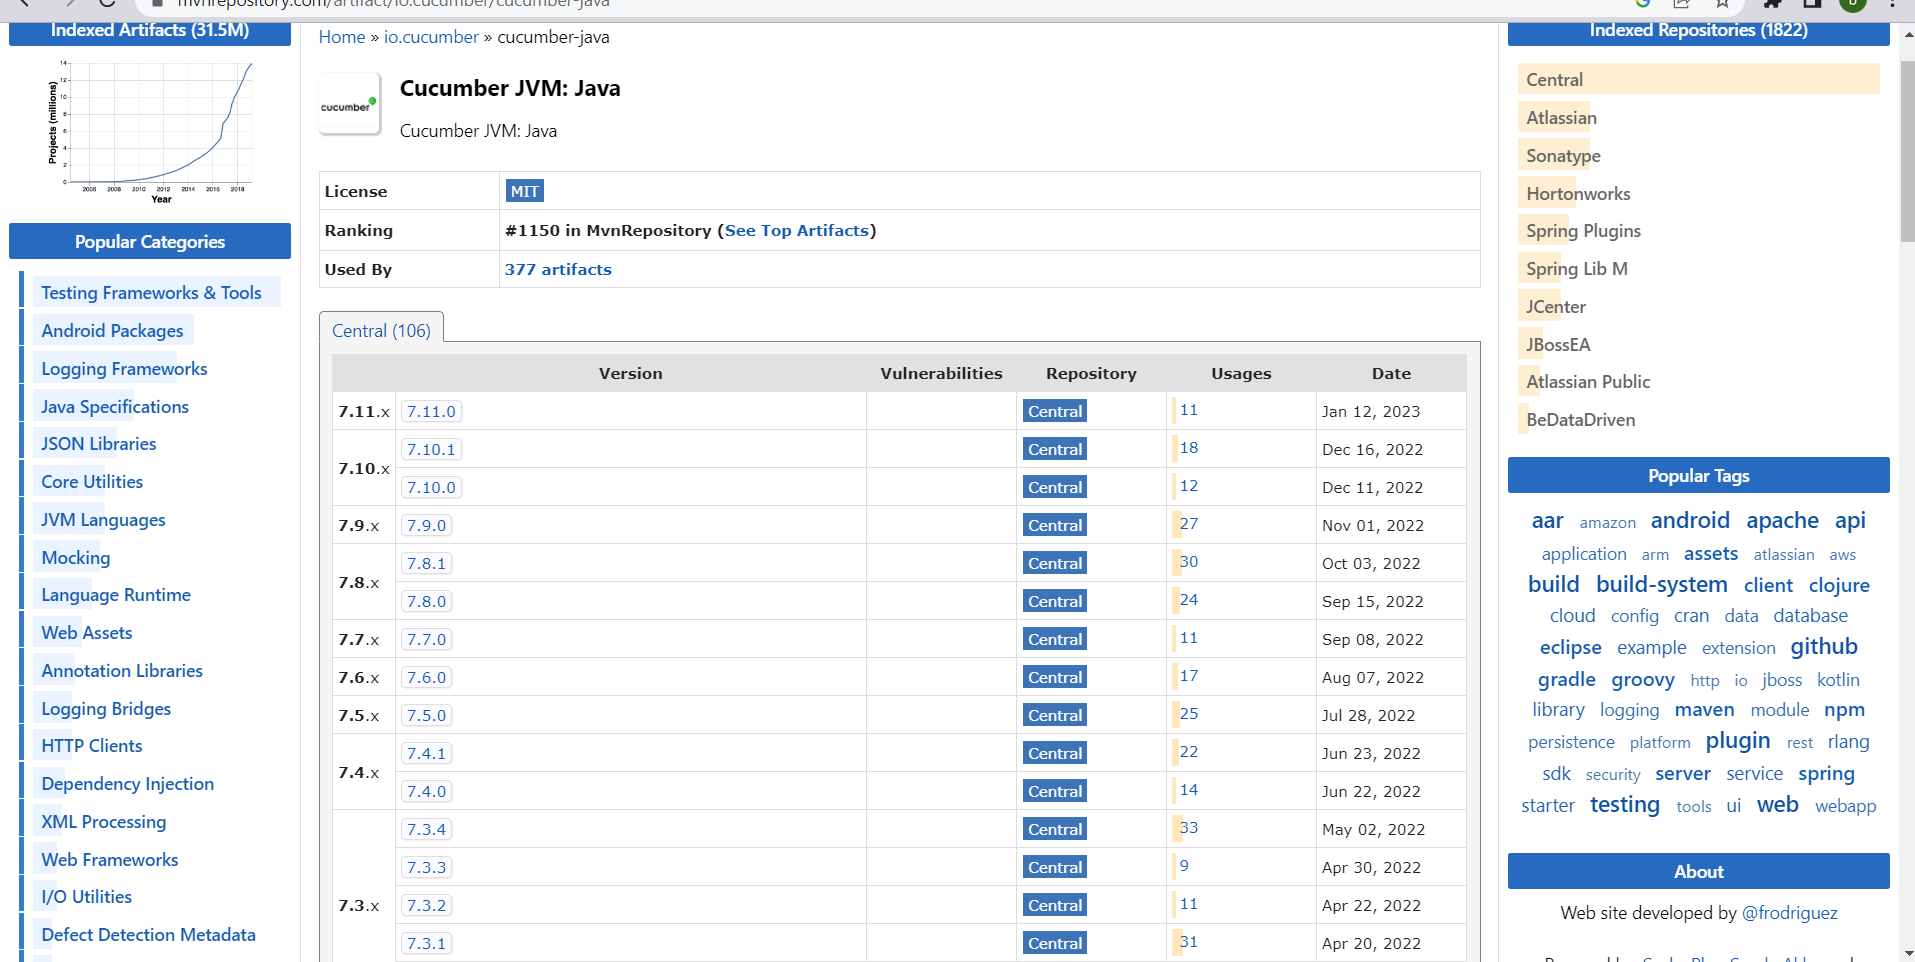 mvnrepository.com/artifact/io.cucumber/cucumber-java
b
Indexed Artifacts (31.5M)
Projects (millions)
14
12
10
8
6
4
2
0
2006 2008 2010 2012 2014 2016 2018
Year
Popular Categories
Testing Frameworks & Tools
Android Packages
Logging Frameworks
Java Specifications
JSON Libraries
Core Utilities
JVM Languages
Mocking
Language Runtime
Web Assets
Annotation Libraries
Logging Bridges
HTTP Clients
Dependency Injection
XML Processing
Web Frameworks
I/O Utilities
Defect Detection Metadata
Home » io.cucumber » cucumber-java
cucumber
Cucumber JVM: Java
Cucumber JVM: Java
License MIT
Ranking #1150 in MvnRepository (See Top Artifacts)
Used By 377 artifacts
Central (106)
Version Vulnerabilities Repository Usages Date
7.11.x 7.11.0 Central 11 Jan 12, 2023
7.10.x 7.10.1 Central 18 Dec 16, 2022
7.10.0 Central 12 Dec 11, 2022
7.9.x 7.9.0 Central 27 Nov 01, 2022
7.8.x 7.8.1 Central 30 Oct 03, 2022
7.8.0 Central 24 Sep 15, 2022
7.7.x 7.7.0 Central 11 Sep 08, 2022
7.6.x 7.6.0 Central 17 Aug 07, 2022
7.5.x 7.5.0 Central 25 Jul 28, 2022
7.4.x 7.4.1 Central 22 Jun 23, 2022
7.4.0 Central 14 Jun 22, 2022
7.3.x 7.3.4 Central 33 May 02, 2022
7.3.3 Central 9 Apr 30, 2022
7.3.2 Central 11 Apr 22, 2022
7.3.1 Central 31 Apr 20, 2022
Indexed Repositories (1822)
Central
Atlassian
Sonatype
Hortonworks
Spring Plugins
Spring Lib M
JCenter
JBossEA
Atlassian Public
BeDataDriven
Popular Tags
aar amazon android apache api
application arm assets atlassian aws
build build-system client clojure
cloud config cran data database
eclipse example extension github
gradle groovy http io jboss kotlin
library logging maven module npm
persistence platform plugin rest rlang
sdk security server service spring
starter testing tools ui web webapp
About
Web site developed by @frodriguez